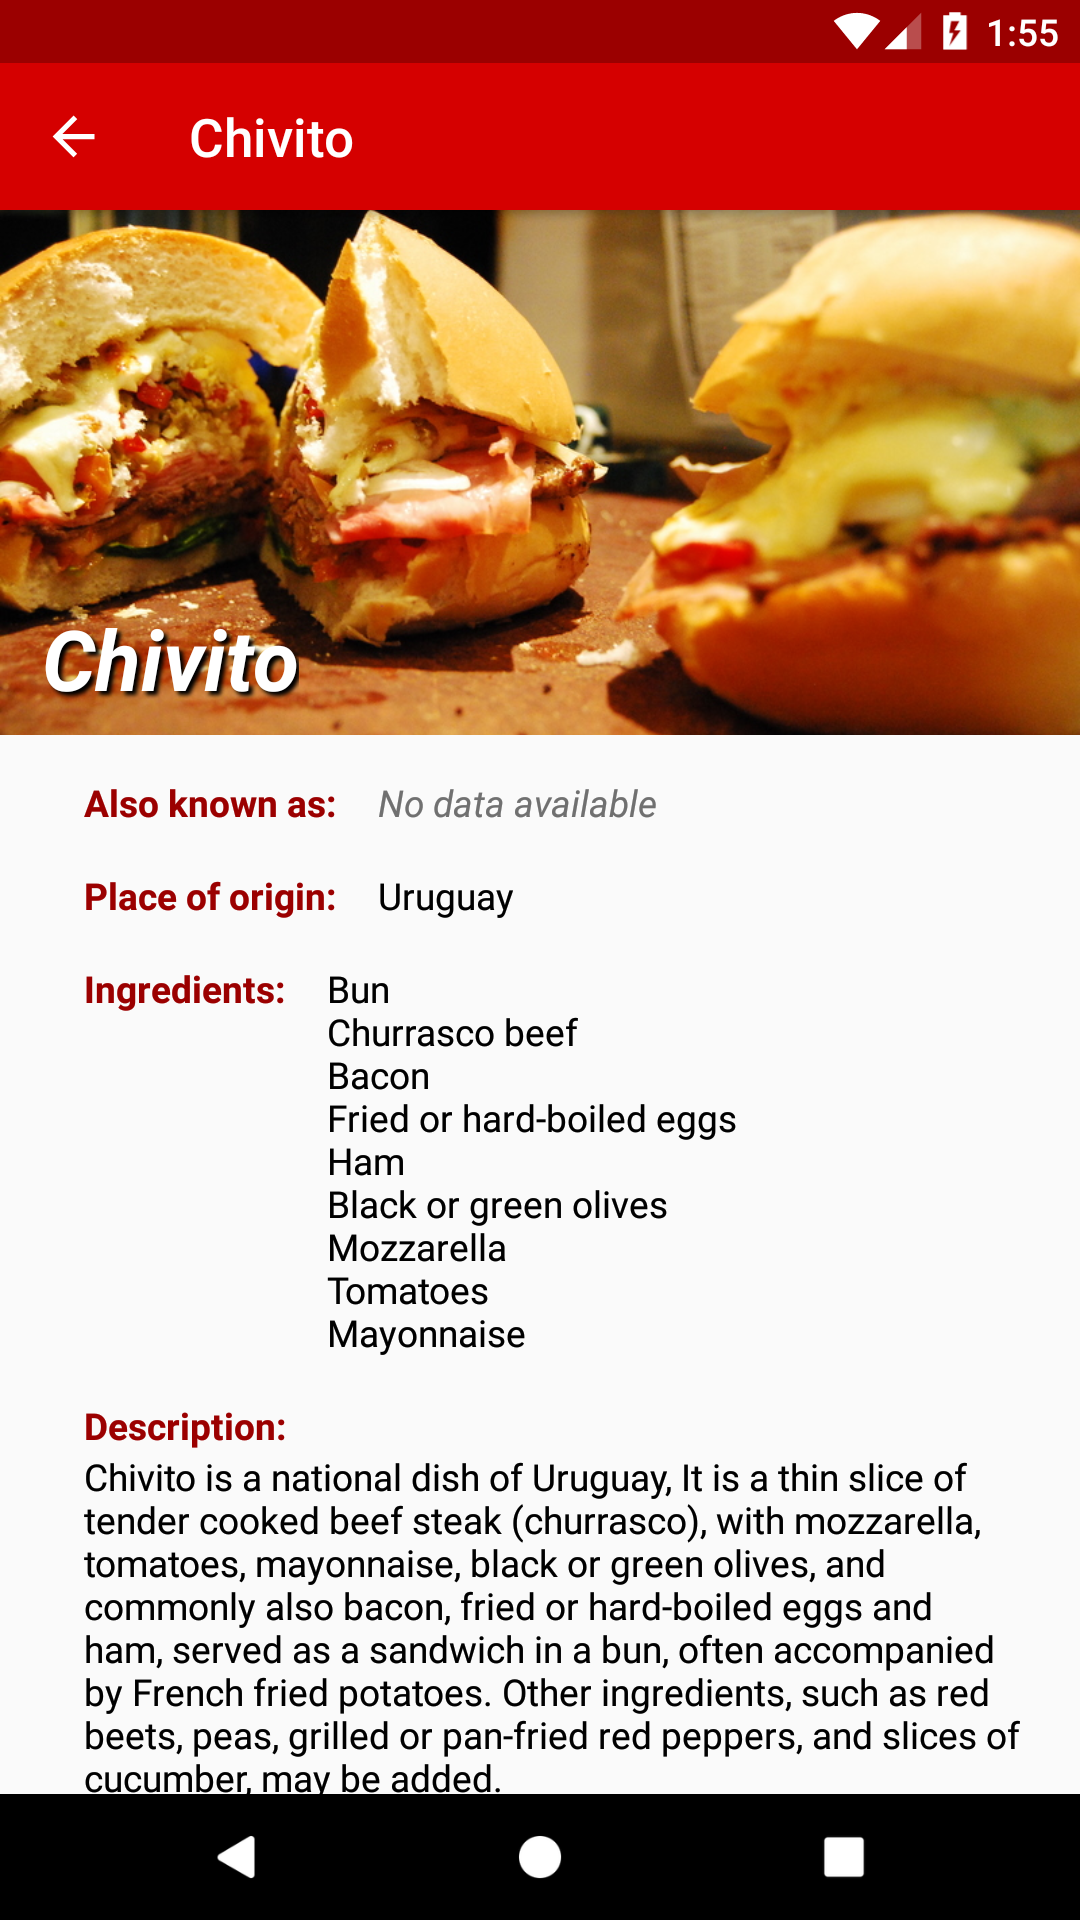 1:55
Chivito
Chivito
Also known as: No data available
Place of origin: Uruguay
Ingredients: Bun
Churrasco beef
Bacon
Fried or hard-boiled eggs
Ham
Black or green olives
Mozzarella
Tomatoes
Mayonnaise
Description:
Chivito is a national dish of Uruguay, It is a thin slice of
tender cooked beef steak (churrasco), with mozzarella,
tomatoes, mayonnaise, black or green olives, and
commonly also bacon, fried or hard-boiled eggs and
ham, served as a sandwich in a bun, often accompanied
by French fried potatoes. Other ingredients, such as red
beets, peas, grilled or pan-fried red peppers, and slices of
cucumber, may be added.